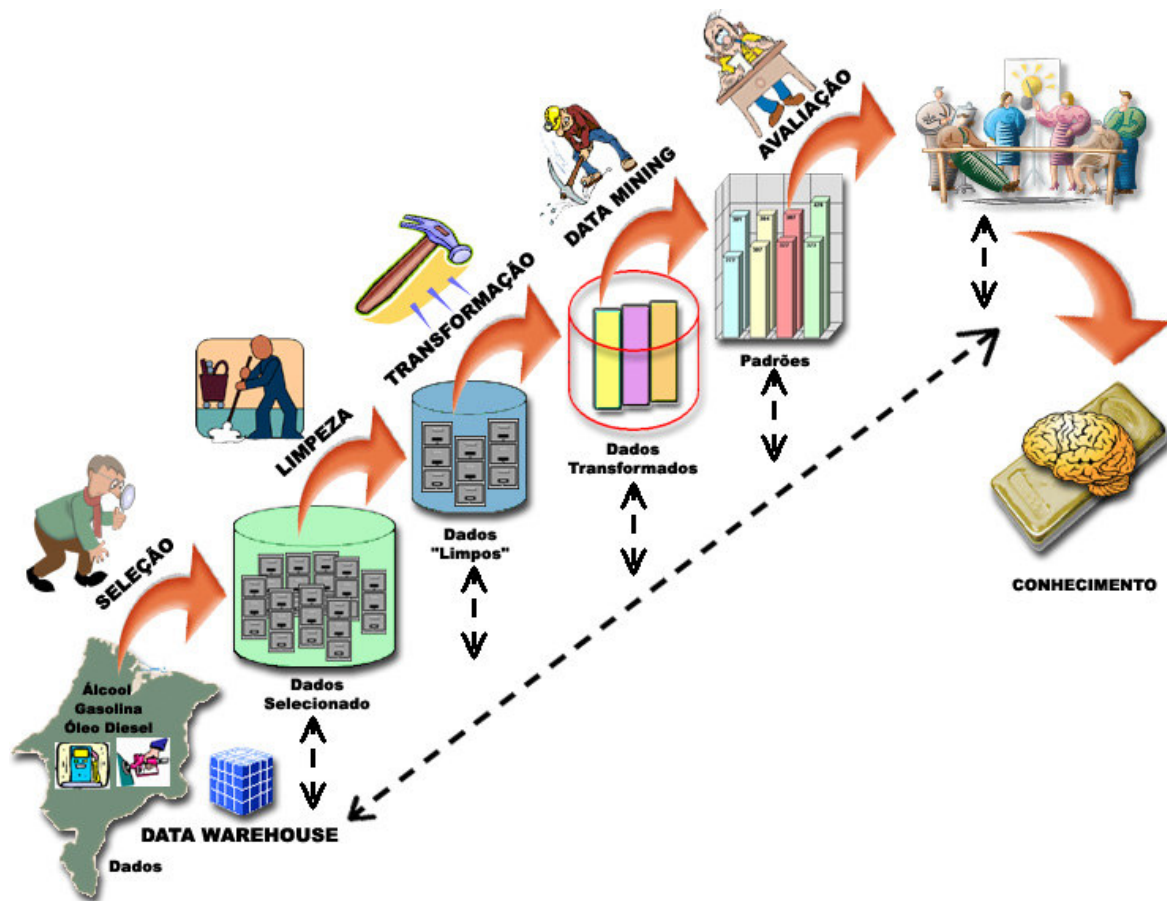 AVALIAÇÃO
DATA MINING
TRANSFORMAÇÃO
Padrões
LIMPEZA
Dados
Transformados
Dados
"Limpos"
SELEÇÃO
CONHECIMENTO
Álcool
Gasolina
Óleo Diesel
Dados
Selecionado
DATA WAREHOUSE
Dados